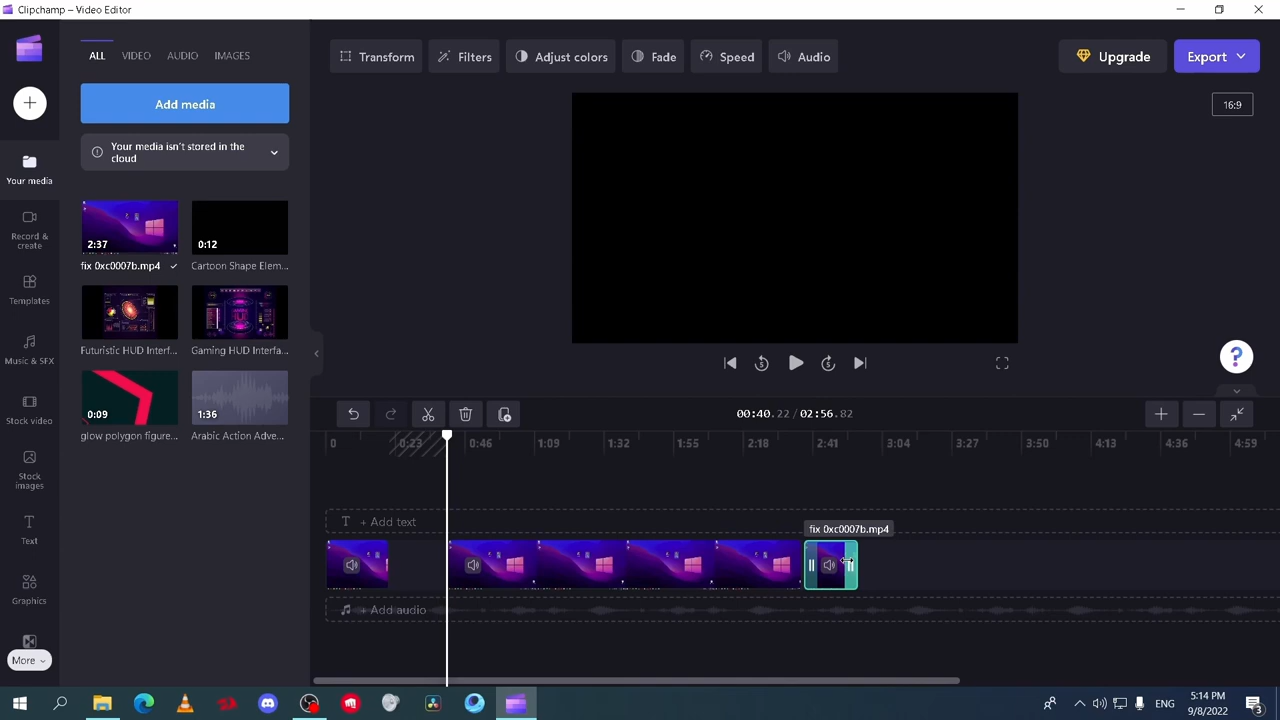 Clipchamp – Video Editor
ALL VIDEO AUDIO IMAGES
Transform Filters Adjust colors Fade Speed Audio
Upgrade Export
Add media
16:9
Your media isn't stored in the
cloud
Your media
2:37
0:12
fix 0xc0007b.mp4
Cartoon Shape Elem...
Record &
create
Templates
Futuristic HUD Interf...
Gaming HUD Interfa...
Music & SFX
0:09
1:36
Stock video
glow polygon figure...
Arabic Action Adve...
Stock
images
Text
Graphics
More
?
00:40.22 / 02:56.82
0 0:23 0:46 1:09 1:32 1:55 2:18 2:41 3:04 3:27 3:50 4:13 4:36 4:59
T + Add text
fix 0xc0007b.mp4
+ Add audio
ENG
5:14 PM
9/8/2022
3